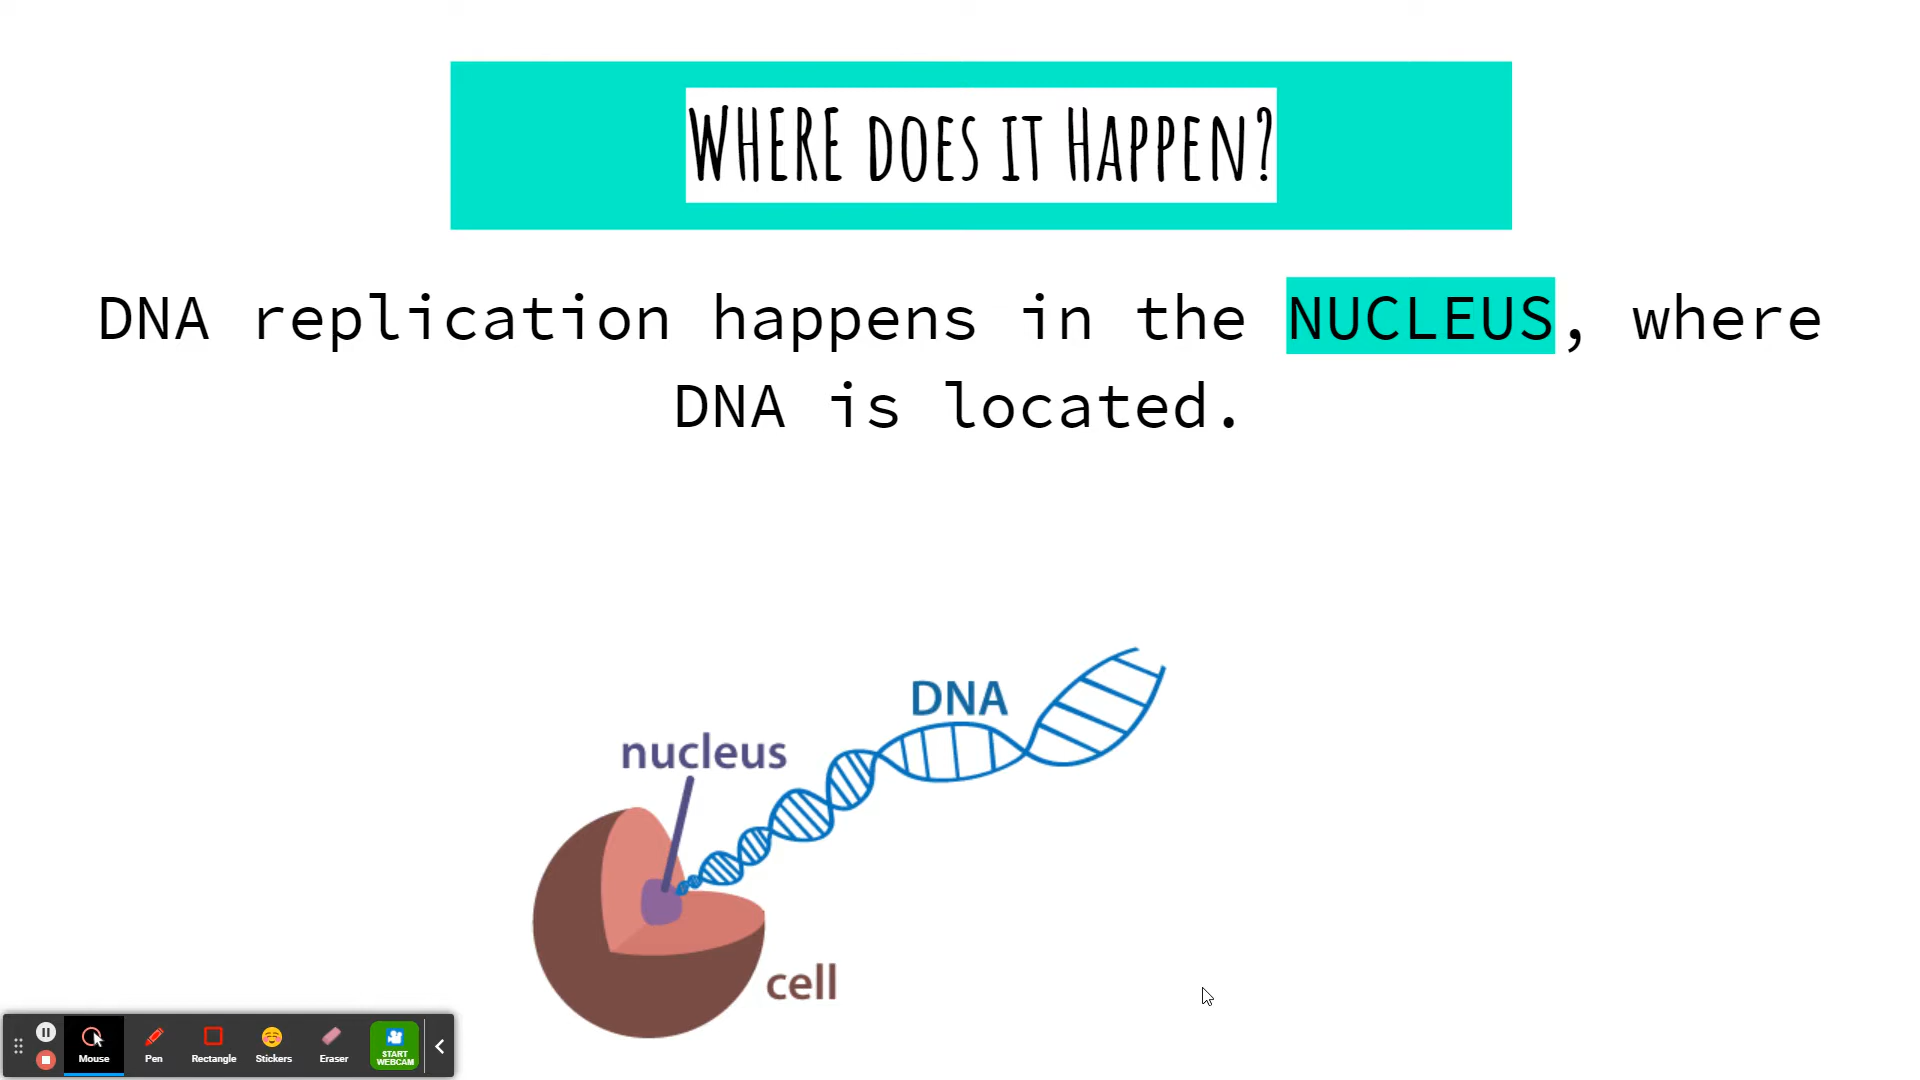 WHERE DOES IT HAPPEN?
DNA replication happens in the NUCLEUS, where
DNA is located.
DNA
nucleus
cell
Mouse
Pen
Rectangle
Stickers
Eraser
START
WEBCAM